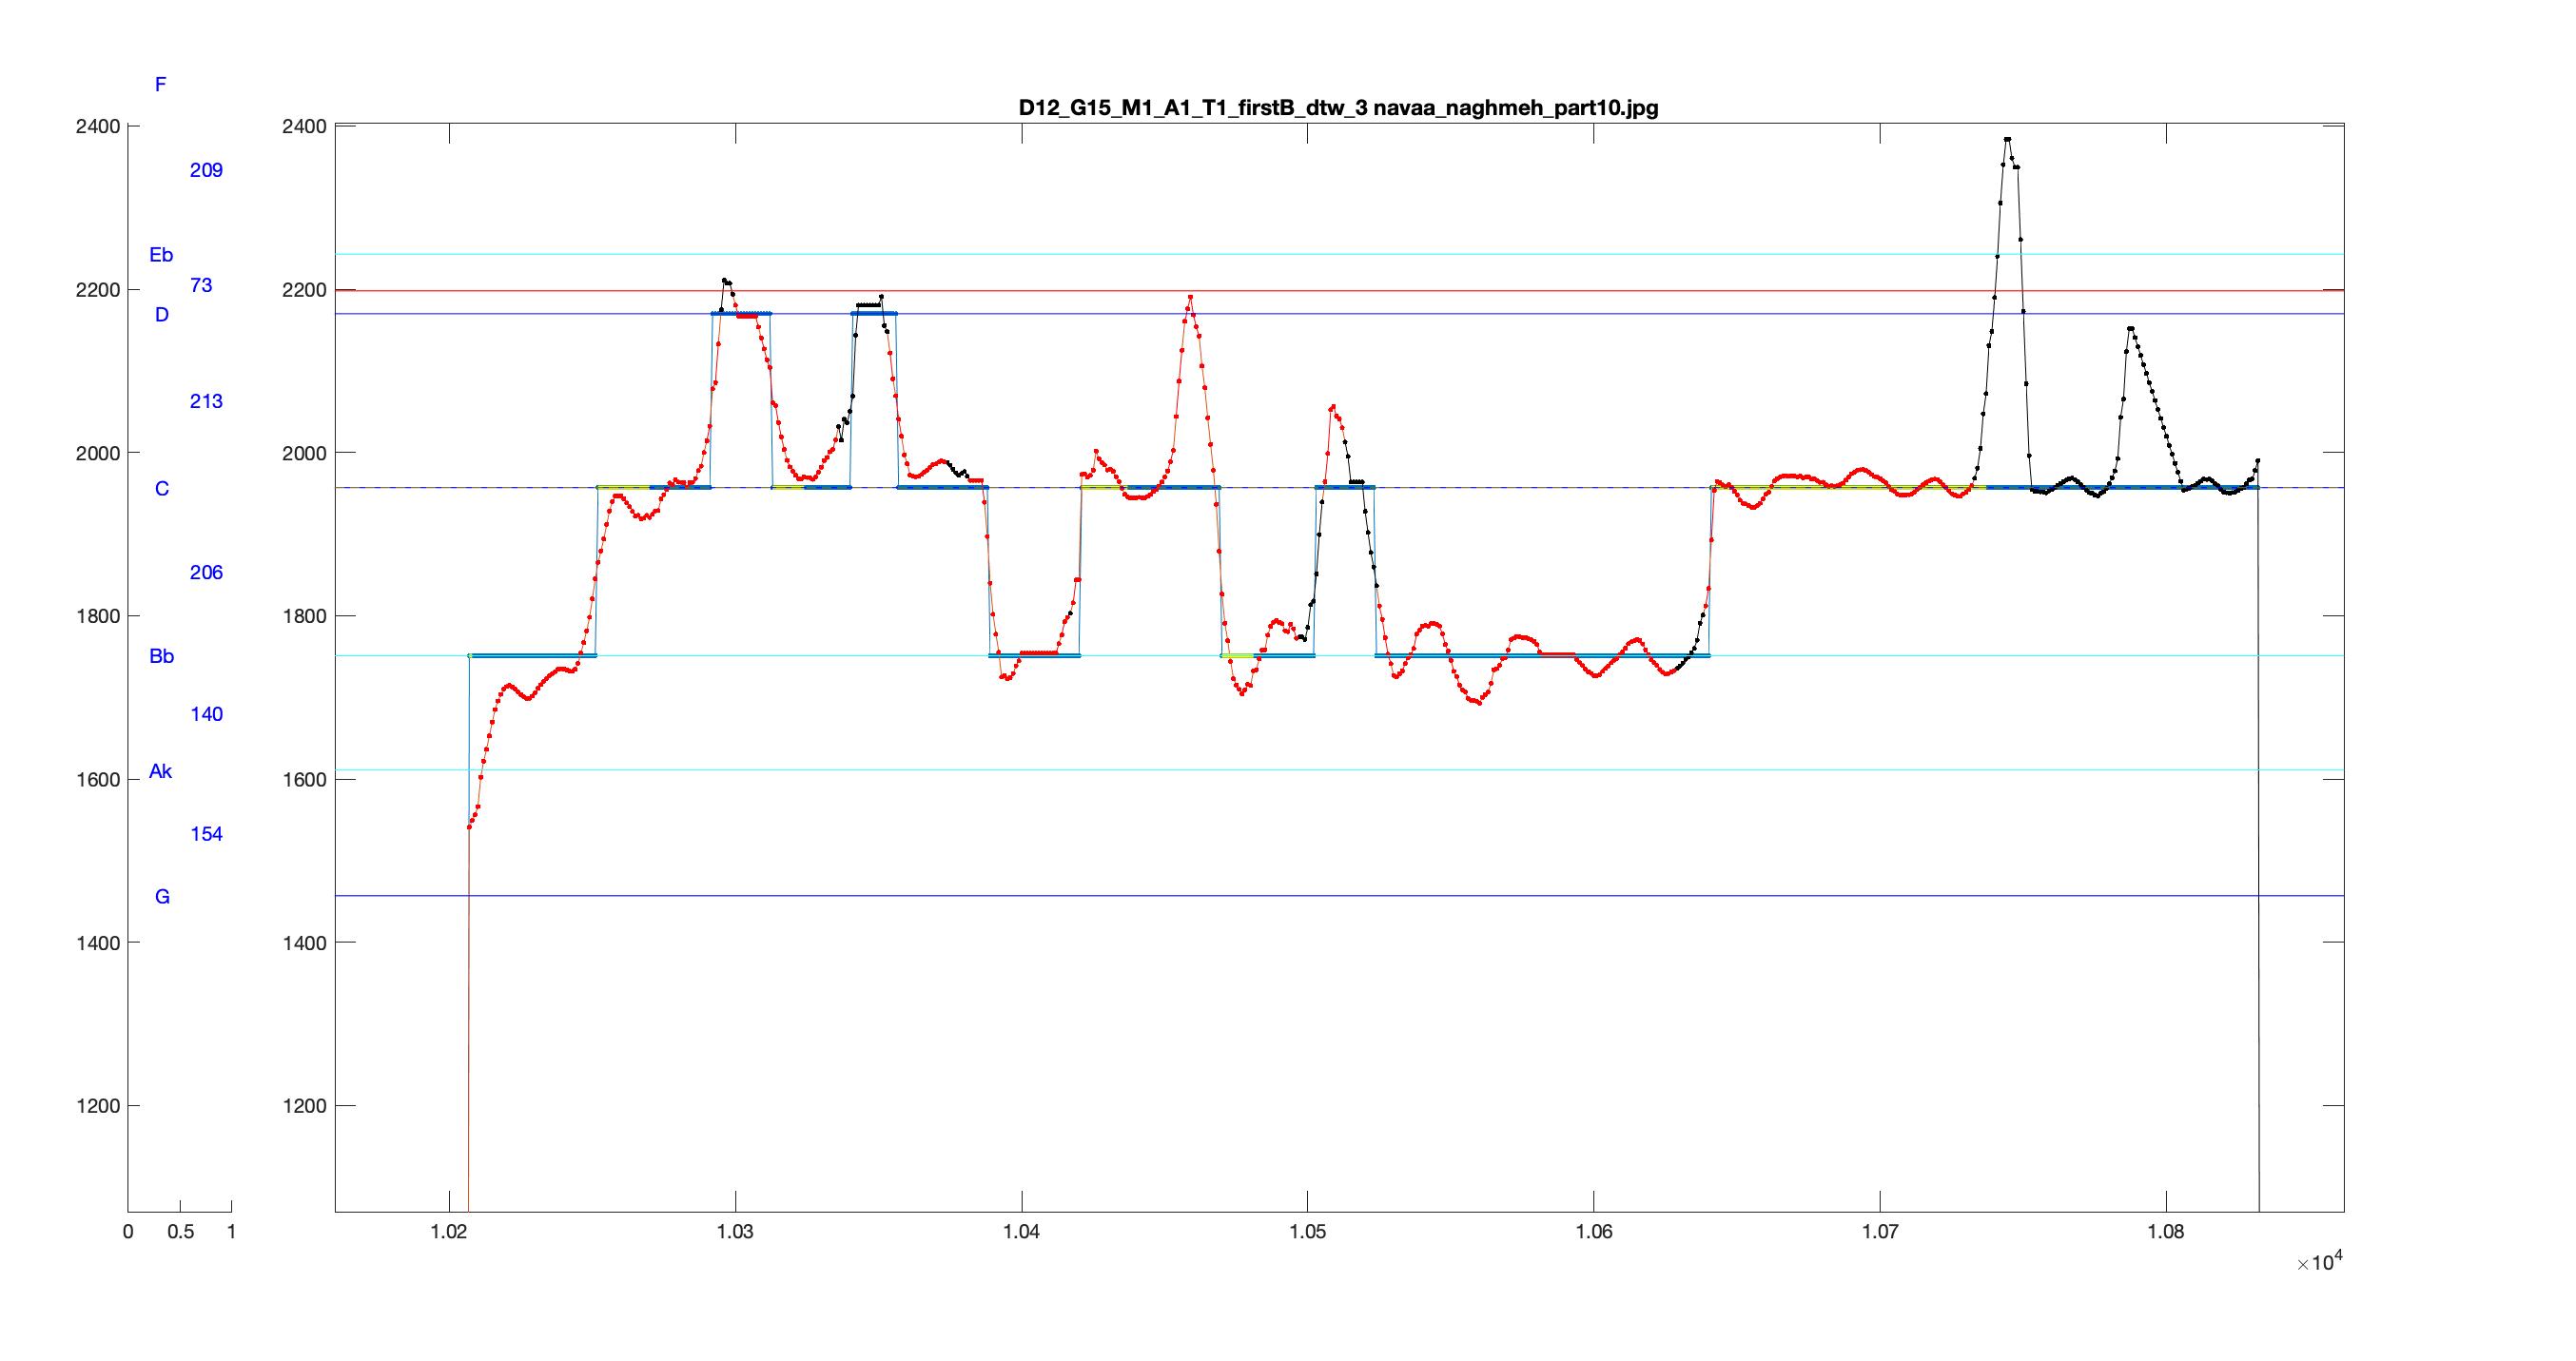 F
D12_G15_M1_A1_T1_firstB_dtw_3 navaa_naghmeh_part10.jpg
2400 2400
209
Eb
73
2200 2200
D
213
2000 2000
C
206
1800 1800
Bb
140
1600 Ak 1600
154
G
1400 1400
1200 1200
0 0.5 1 1.02 1.03 1.04 1.05 1.06 1.07 1.08
×10^4